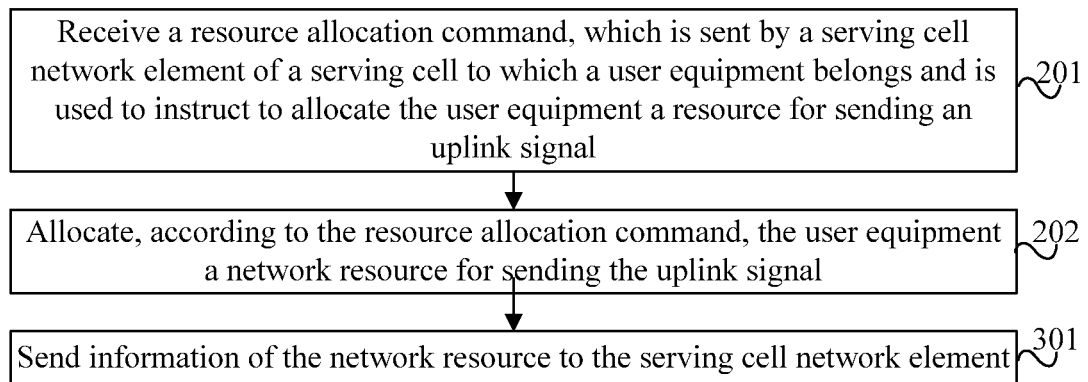 Receive a resource allocation command, which is sent by a serving cell
network element of a serving cell to which a user equipment belongs and is
used to instruct to allocate the user equipment a resource for sending an
uplink signal
201
Allocate, according to the resource allocation command, the user equipment
a network resource for sending the uplink signal
202
Send information of the network resource to the serving cell network element
301